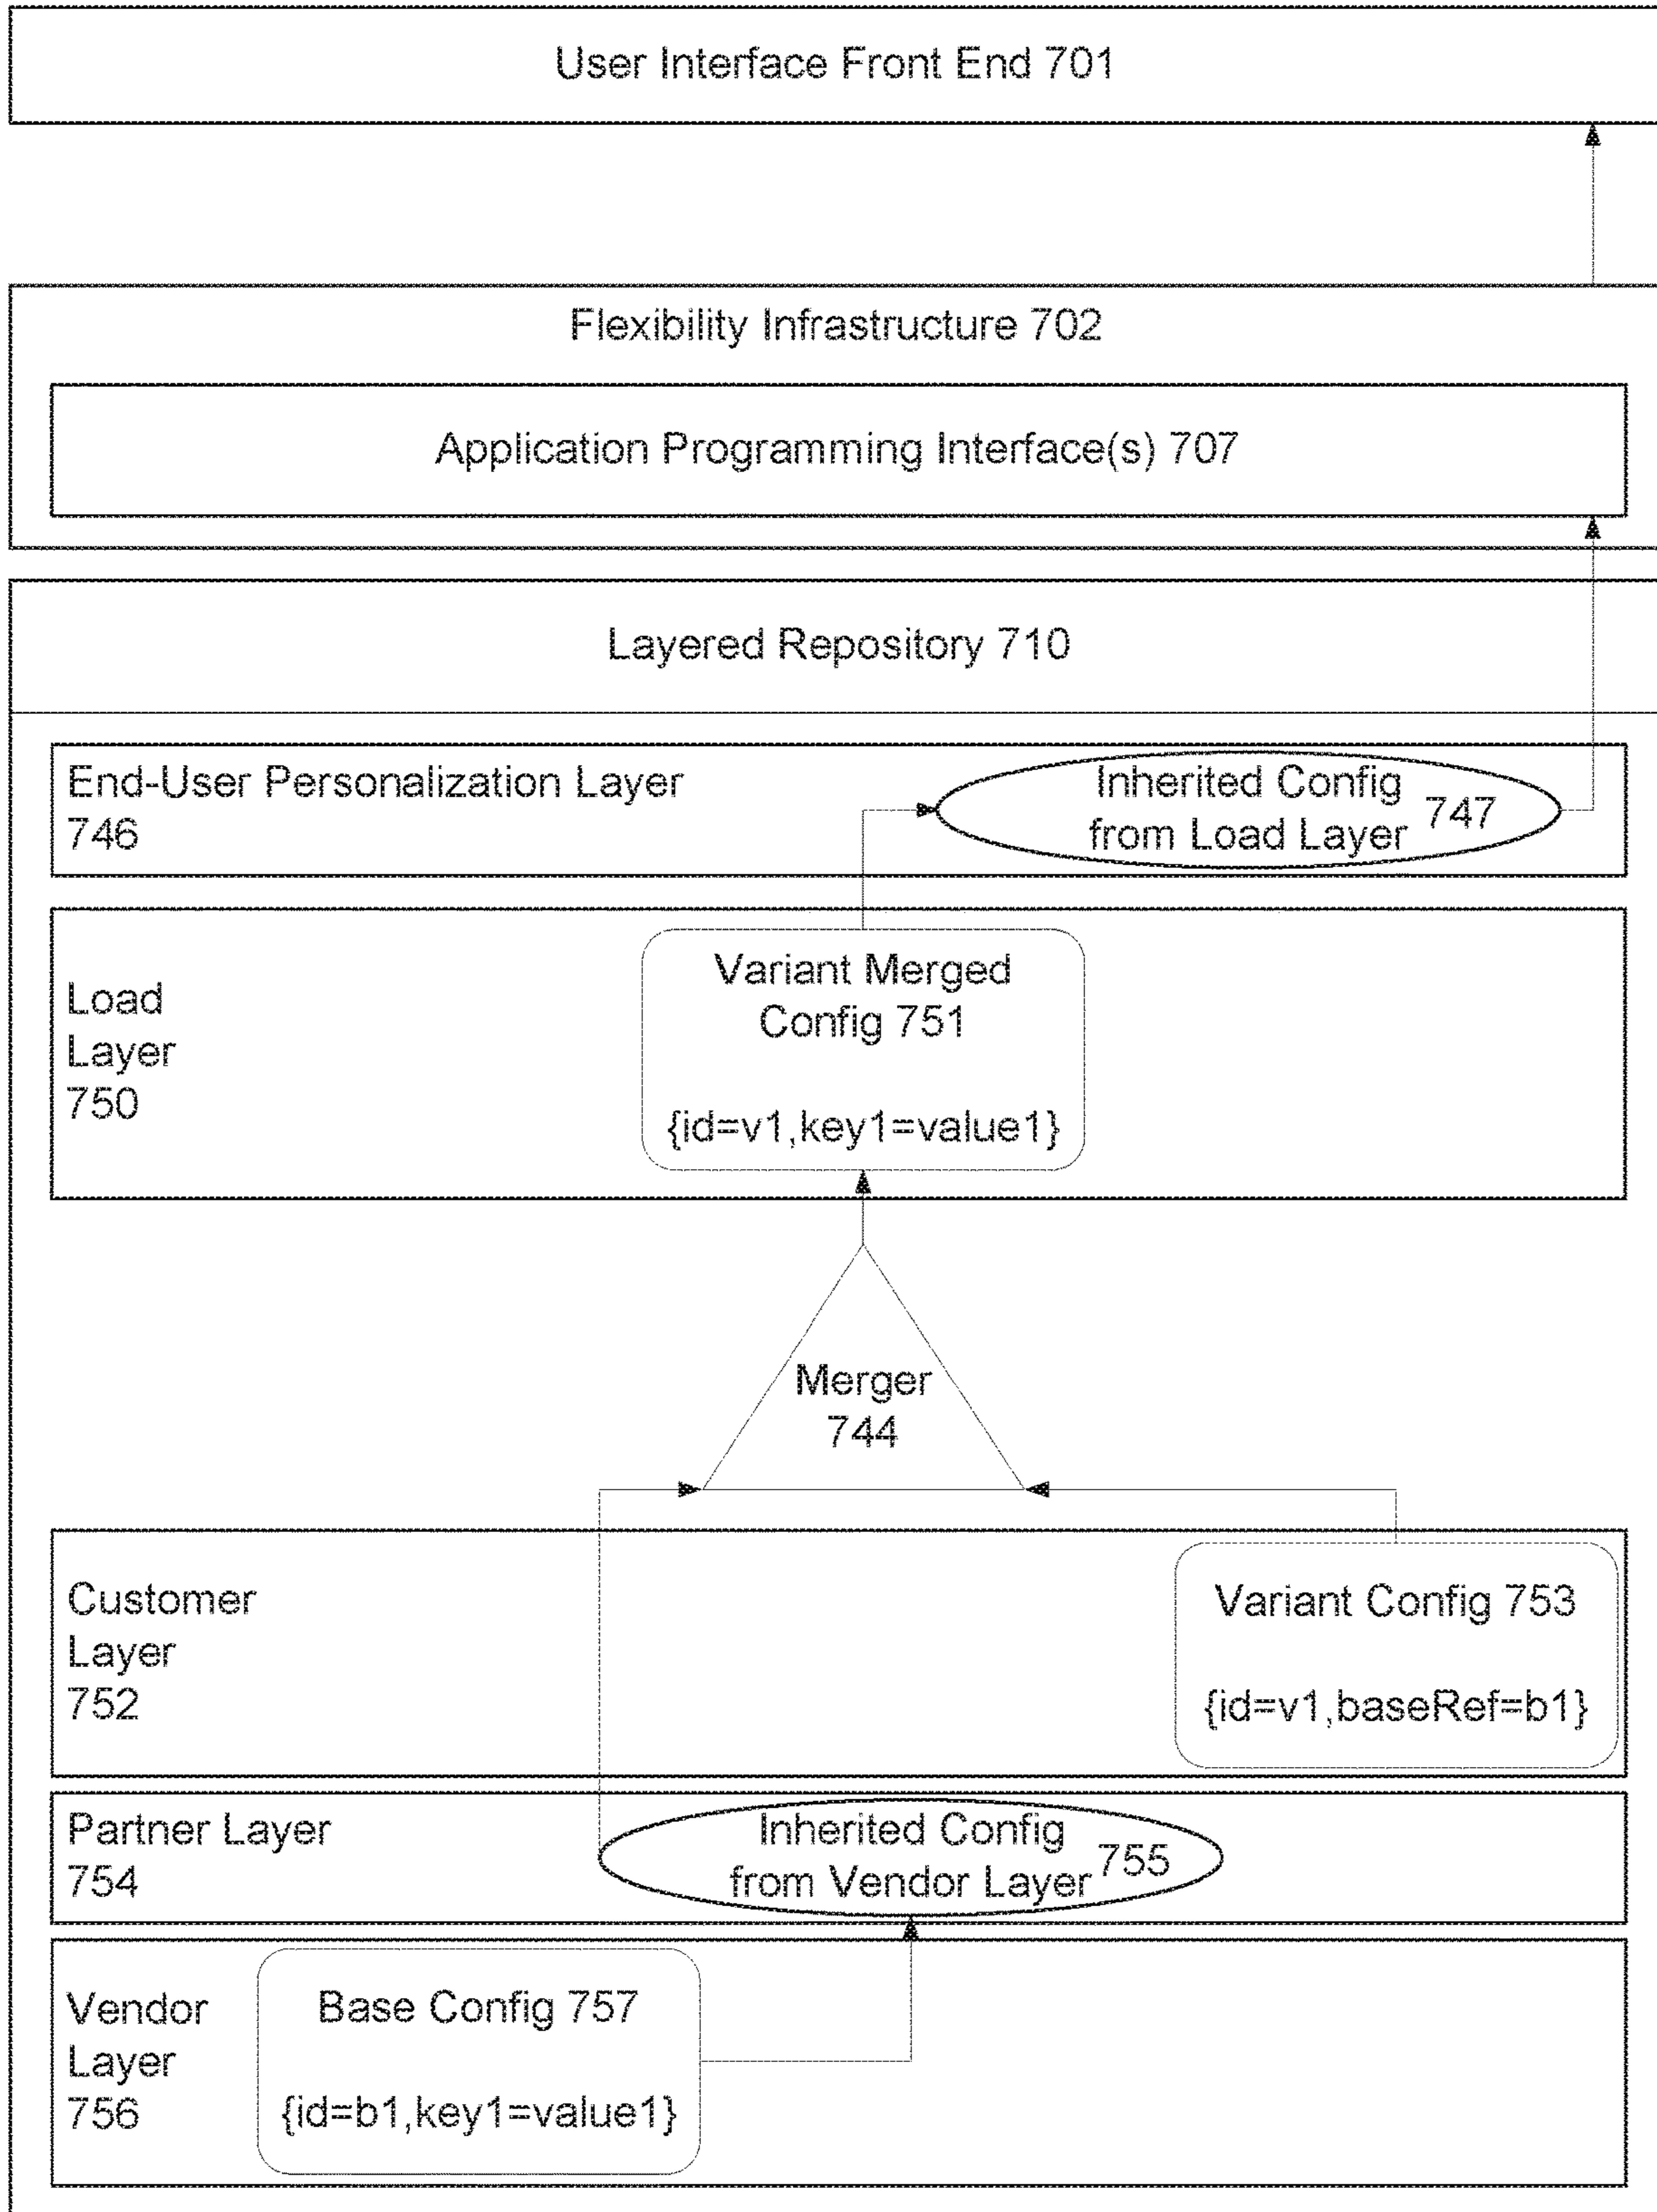 User Interface Front End 701
Flexibility Infrastructure 702
Application Programming Interface(s) 707
Layered Repository 710
End-User Personalization Layer
746
Inherited Config
from Load Layer
747
Load
Layer
750
Variant Merged
Config 751
{id=v1,key1=value1}
Merger
744
Customer
Layer
752
Variant Config 753
{id=v1,baseRef=b1}
Partner Layer
754
Inherited Config
from Vendor Layer
755
Vendor
Layer
756
Base Config 757
{id=b1,key1=value1}